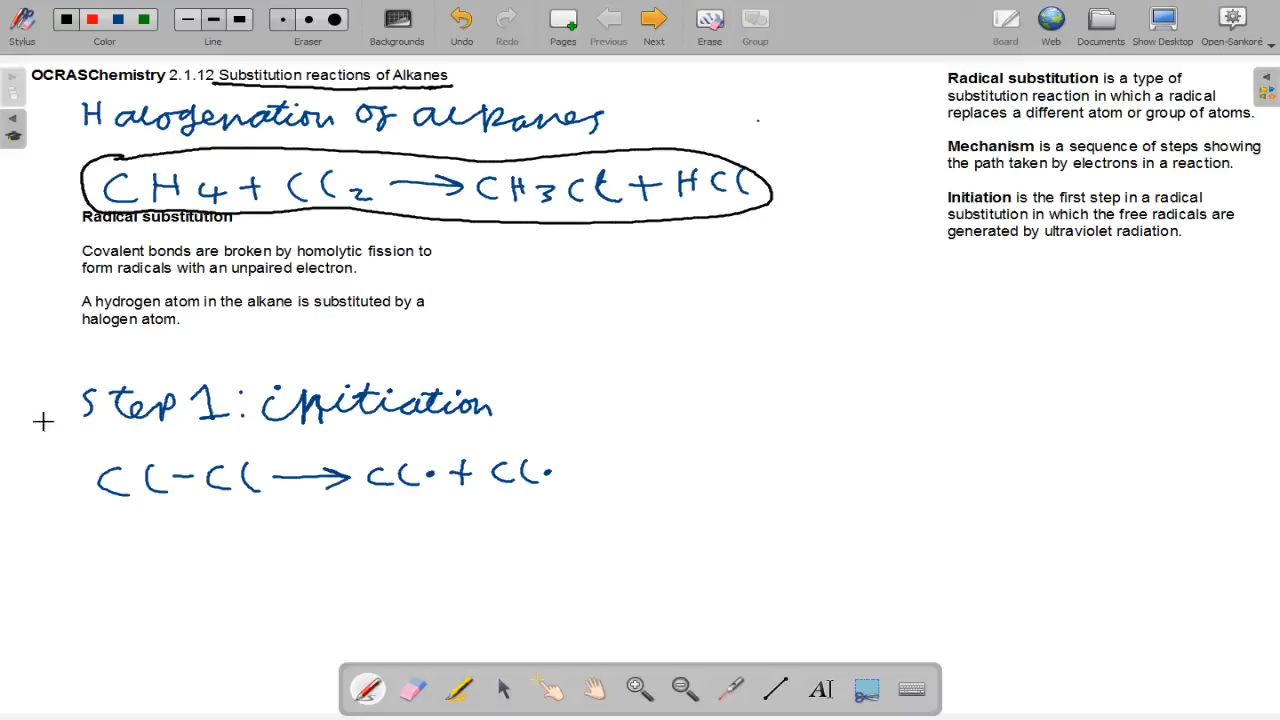 Stylus
Color
Line
Eraser
Backgrounds
Undo
Redo
Pages
Previous
Next
Erase
Group
Board
Web
Documents
Show Desktop
Open-Sankoré
OCRASChemistry 2.1.12 Substitution reactions of Alkanes
Halogenation of alkanes
CH4 + Cl2 → CH3Cl + HCl
Radical substitution
Covalent bonds are broken by homolytic fission to
form radicals with an unpaired electron.
A hydrogen atom in the alkane is substituted by a
halogen atom.
Step 1: initiation
Cl–Cl → Cl• + Cl•
Radical substitution is a type of
substitution reaction in which a radical
replaces a different atom or group of atoms.
Mechanism is a sequence of steps showing
the path taken by electrons in a reaction.
Initiation is the first step in a radical
substitution in which the free radicals are
generated by ultraviolet radiation.
AI